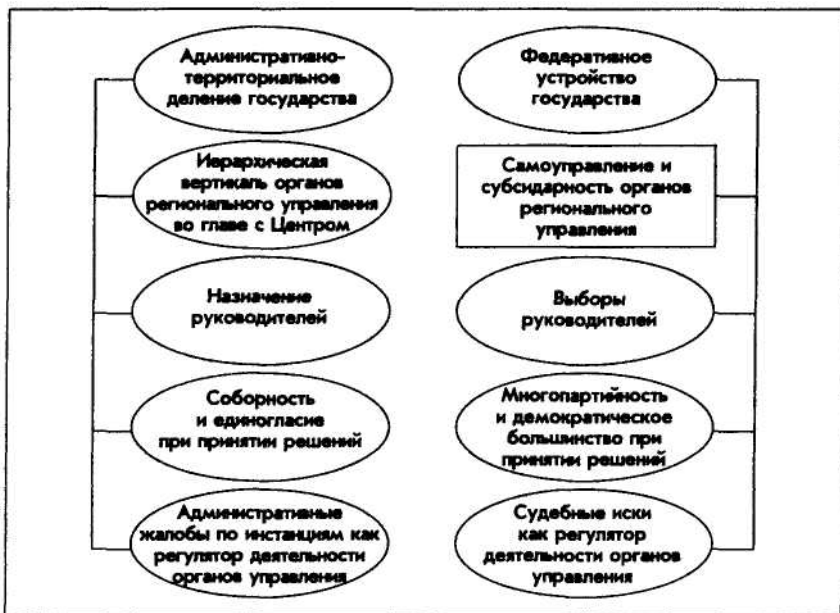 Административно-
территориальное
деление государства
Федеративное
устройство
государства
Иерархическая
вертикаль органов
регионального управления
во главе с Центром
Самоуправление и
субсидарность органов
регионального
управления
Назначение
руководителей
Выборы
руководителей
Соборность
и единогласие
при принятии решений
Многопартийность
и демократическое
большинство при
принятии решений
Административные
жалобы по инстанциям как
регулятор деятельности
органов управления
Судебные иски
как регулятор
деятельности органов
управления